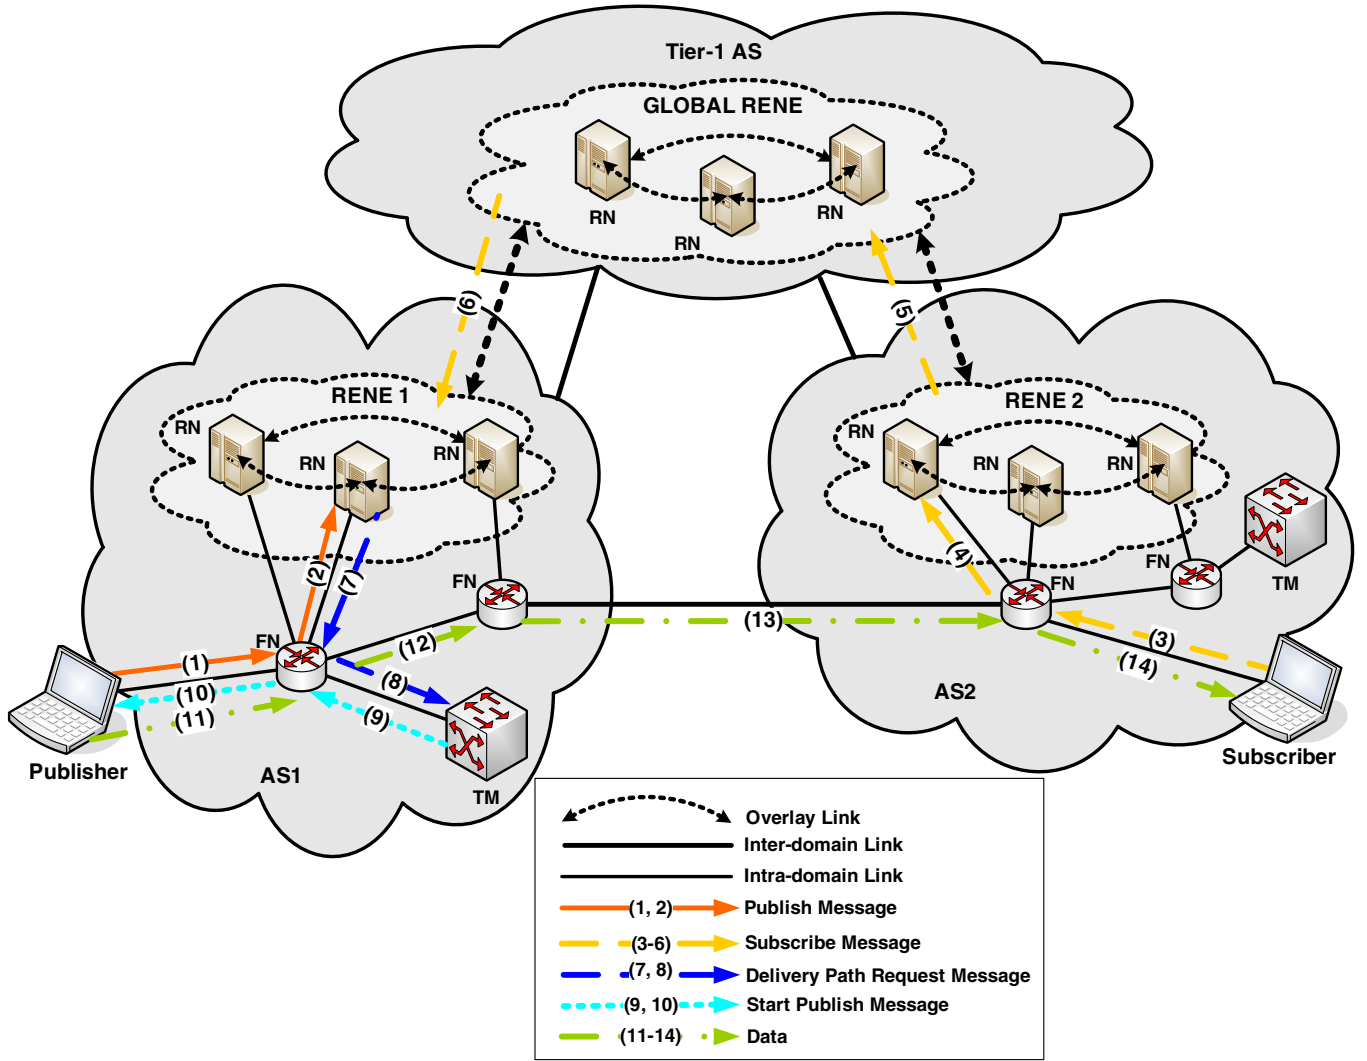 Tier-1 AS
GLOBAL RENE
RN
RN
RN
(6)
(5)
RENE 1
RN
RN
RN
RENE 2
RN
RN
RN
(2)
(7)
(4)
FN
FN
FN
FN
TM
(1)
(12)
(13)
(3)
(14)
(8)
(10)
(11)
(9)
AS1
AS2
TM
Publisher
Subscriber
Overlay Link
Inter-domain Link
Intra-domain Link
(1, 2) Publish Message
(3-6) Subscribe Message
(7, 8) Delivery Path Request Message
(9, 10) Start Publish Message
(11-14) Data